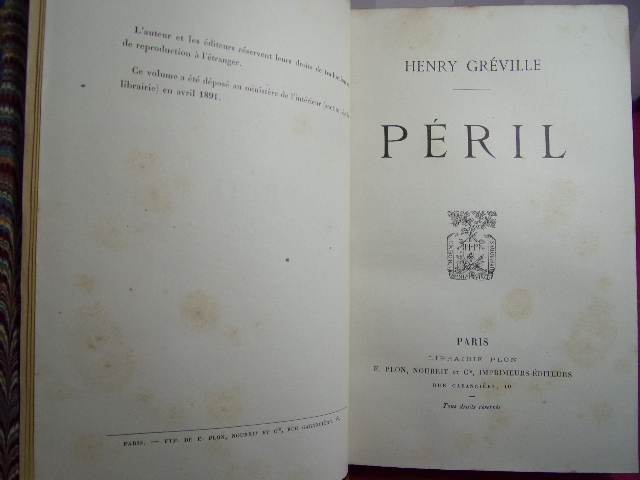 L'auteur et les éditeurs réservent leurs droits de
de reproduction à l'étranger.
Ce volume a été déposé au ministère de l'intérieur
librairie) en avril 1891.
PARIS. — TYP. DE E. PLON, NOURRIT ET Cie, RUE GARANCIÈRE, 8.
HENRY GRÉVILLE
PÉRIL
PARIS
LIBRAIRIE PLON
E. PLON, NOURRIT ET Cie, IMPRIMEURS-ÉDITEURS
RUE GARANCIÈRE, 10
Tous droits réservés